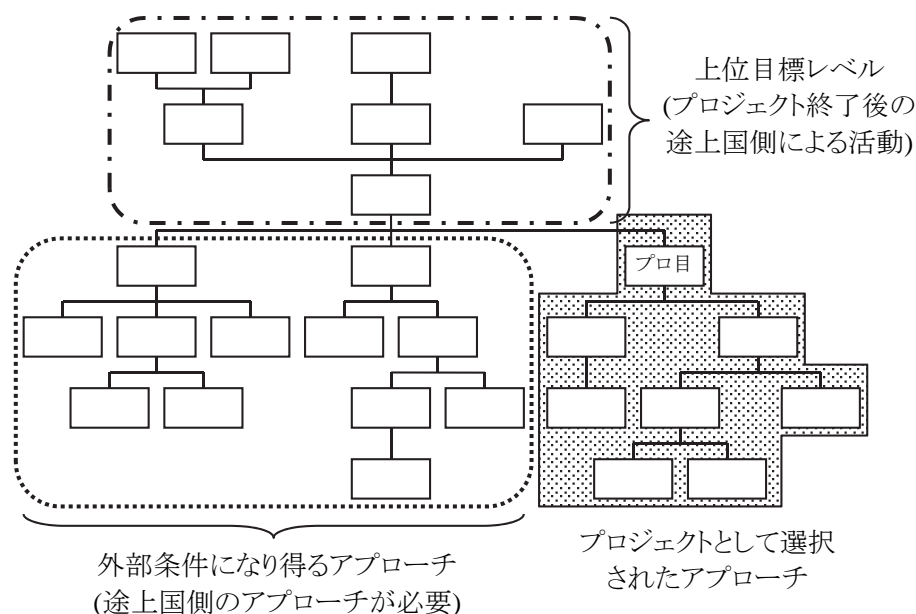 上位目標レベル
(プロジェクト終了後の
途上国側による活動)
プロ目
外部条件になり得るアプローチ
(途上国側のアプローチが必要)
プロジェクトとして選択
されたアプローチ